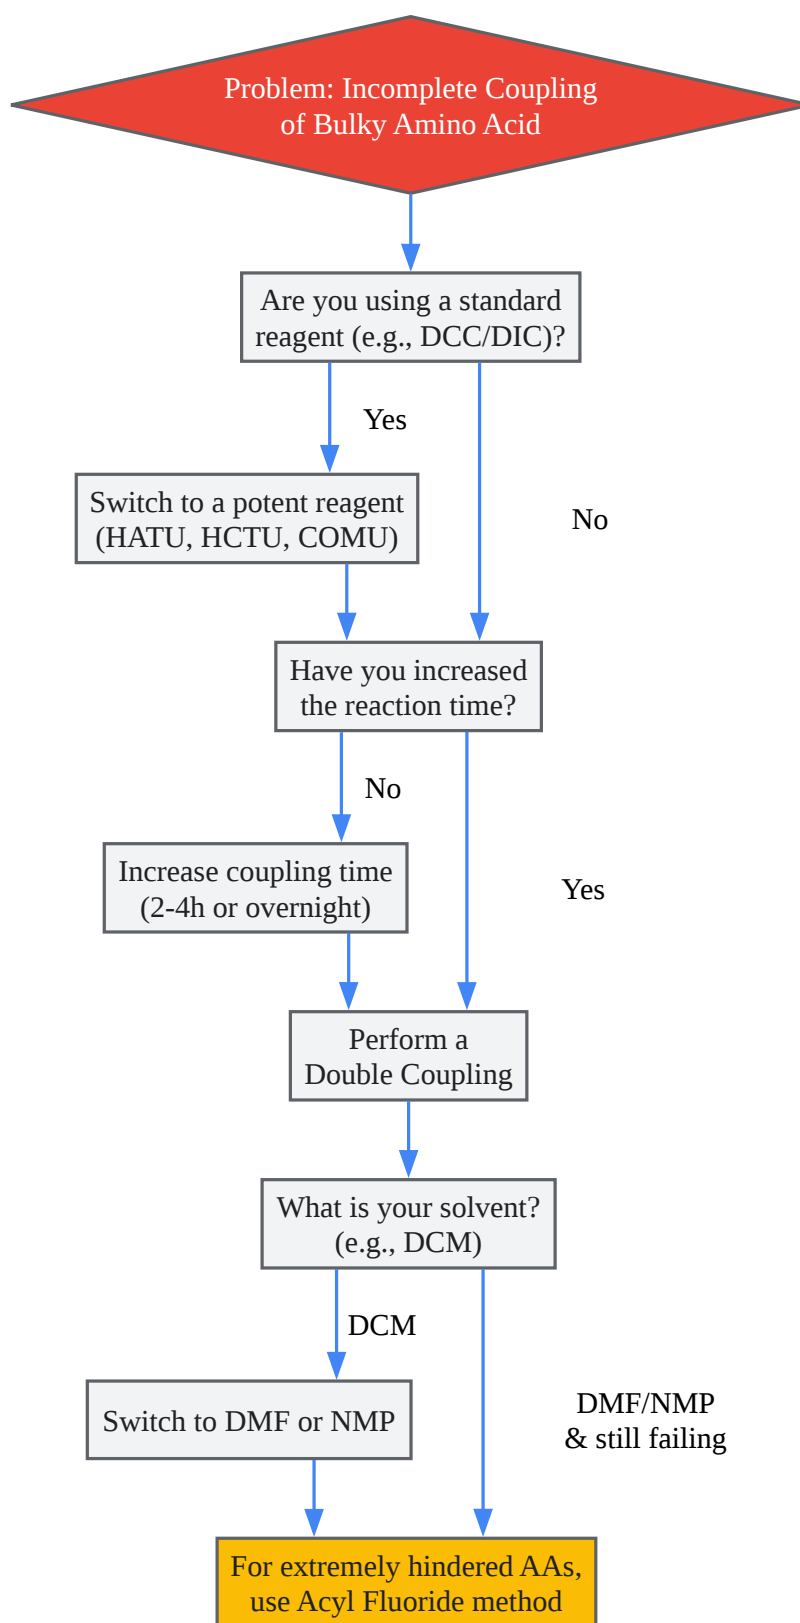 Problem: Incomplete Coupling
of Bulky Amino Acid
Are you using a standard
reagent (e.g., DCC/DIC)?
Yes
Switch to a potent reagent
(HATU, HCTU, COMU)
No
Have you increased
the reaction time?
No
Increase coupling time
(2-4h or overnight)
Yes
Perform a
Double Coupling
What is your solvent?
(e.g., DCM)
DCM
Switch to DMF or NMP
DMF/NMP
& still failing
For extremely hindered AAs,
use Acyl Fluoride method